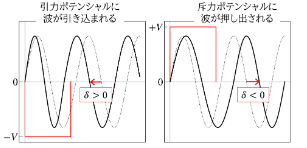 引力ポテンシャルに
波が引き込まれる
0
−V
δ > 0
斥力ポテンシャルに
波が押し出される
+V
0
δ < 0